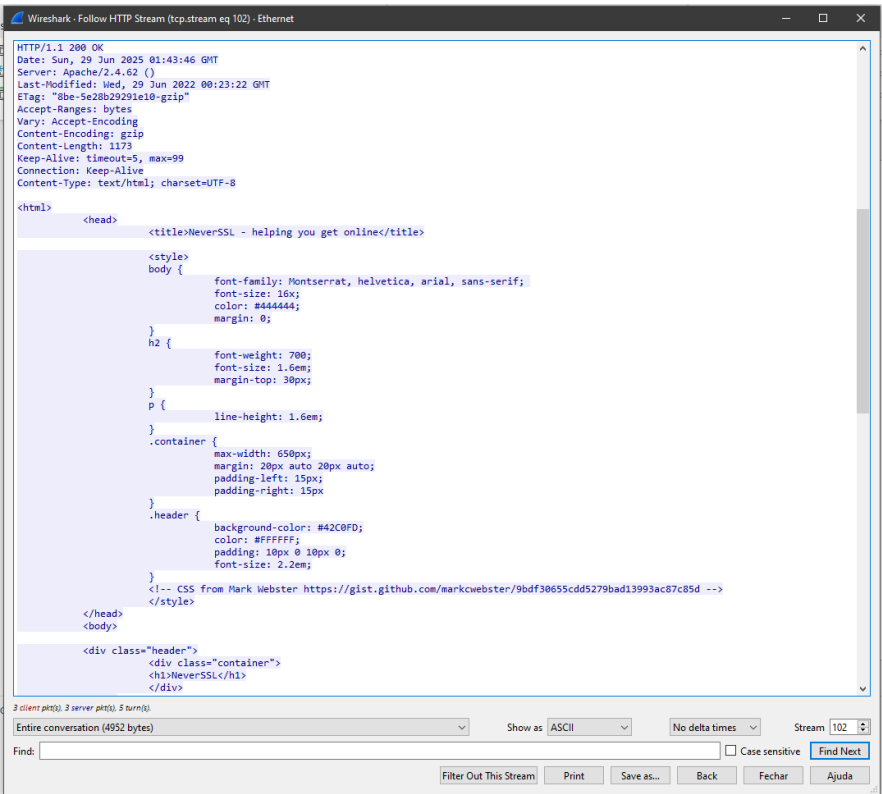 Wireshark · Follow HTTP Stream (tcp.stream eq 102) · Ethernet
HTTP/1.1 200 OK
Date: Sun, 29 Jun 2025 01:43:46 GMT
Server: Apache/2.4.62 ()
Last-Modified: Wed, 29 Jun 2022 00:23:22 GMT
ETag: "8be-5e28b29291e10-gzip"
Accept-Ranges: bytes
Vary: Accept-Encoding
Content-Encoding: gzip
Content-Length: 1173
Keep-Alive: timeout=5, max=99
Connection: Keep-Alive
Content-Type: text/html; charset=UTF-8
<html>
<head>
<title>NeverSSL - helping you get online</title>
<style>
body {
font-family: Montserrat, helvetica, arial, sans-serif;
font-size: 16x;
color: #444444;
margin: 0;
}
h2 {
font-weight: 700;
font-size: 1.6em;
margin-top: 30px;
}
p {
line-height: 1.6em;
}
.container {
max-width: 650px;
margin: 20px auto 20px auto;
padding-left: 15px;
padding-right: 15px
}
.header {
background-color: #42C0FD;
color: #FFFFFF;
padding: 10px 0 10px 0;
font-size: 2.2em;
}
<!-- CSS from Mark Webster https://gist.github.com/markcwebster/9bdf30655cdd5279bad13993ac87c85d -->
</style>
</head>
<body>
<div class="header">
<div class="container">
<h1>NeverSSL</h1>
</div>
3 client pkt(s), 3 server pkt(s), 5 turn(s).
Entire conversation (4952 bytes) Show as ASCII No delta times Stream 102
Find: Case sensitive Find Next
Filter Out This Stream Print Save as... Back Fechar Ajuda